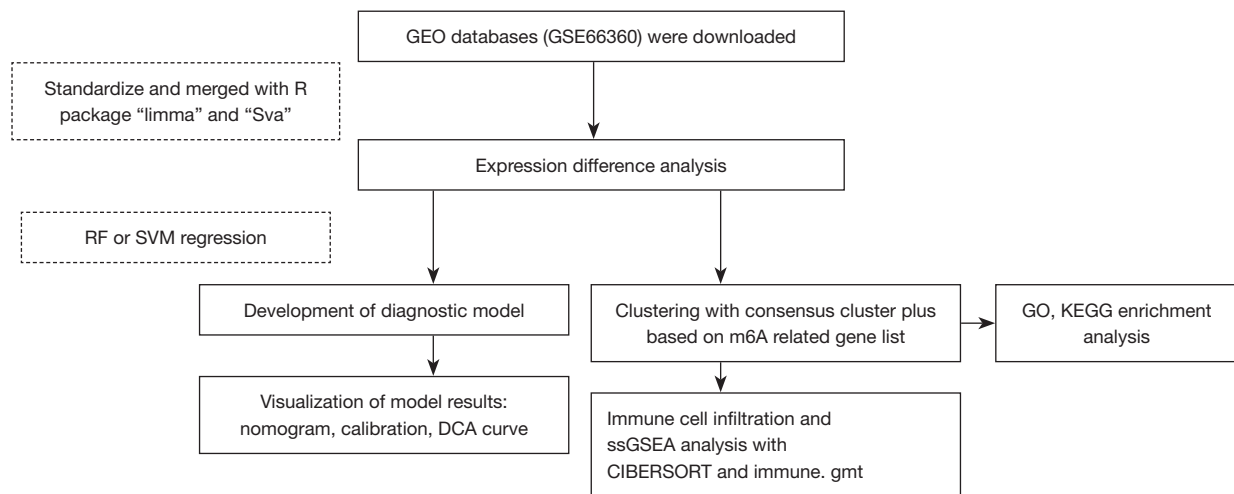 GEO databases (GSE66360) were downloaded
Standardize and merged with R
package “limma” and “Sva”
Expression difference analysis
RF or SVM regression
Development of diagnostic model
Clustering with consensus cluster plus
based on m6A related gene list
GO, KEGG enrichment
analysis
Visualization of model results:
nomogram, calibration, DCA curve
Immune cell infiltration and
ssGSEA analysis with
CIBERSORT and immune. gmt